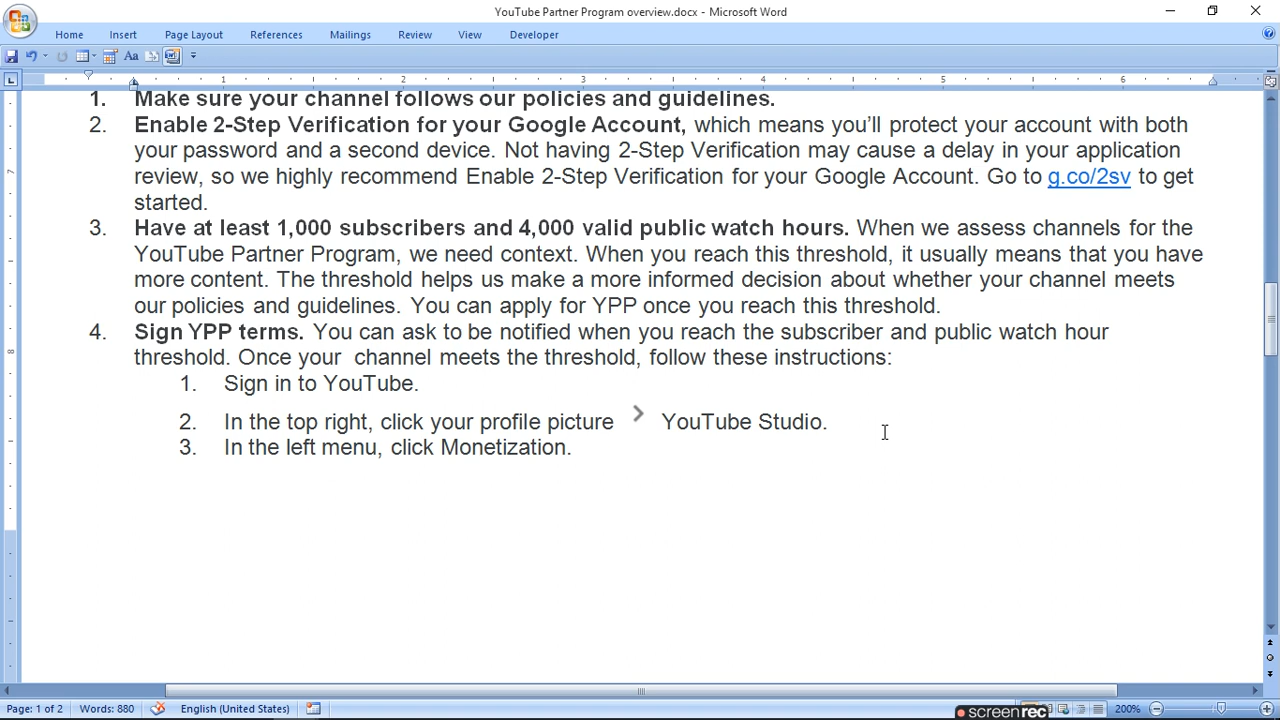 YouTube Partner Program overview.docx - Microsoft Word
Home Insert Page Layout References Mailings Review View Developer
Aa
1 2 3 4 5 6
1. Make sure your channel follows our policies and guidelines.
2. Enable 2-Step Verification for your Google Account, which means you’ll protect your account with both
your password and a second device. Not having 2-Step Verification may cause a delay in your application
review, so we highly recommend Enable 2-Step Verification for your Google Account. Go to g.co/2sv to get
started.
3. Have at least 1,000 subscribers and 4,000 valid public watch hours. When we assess channels for the
YouTube Partner Program, we need context. When you reach this threshold, it usually means that you have
more content. The threshold helps us make a more informed decision about whether your channel meets
our policies and guidelines. You can apply for YPP once you reach this threshold.
4. Sign YPP terms. You can ask to be notified when you reach the subscriber and public watch hour
threshold. Once your channel meets the threshold, follow these instructions:
1. Sign in to YouTube.
2. In the top right, click your profile picture > YouTube Studio.
3. In the left menu, click Monetization.
Page: 1 of 2 Words: 880 English (United States) screenrec 200%